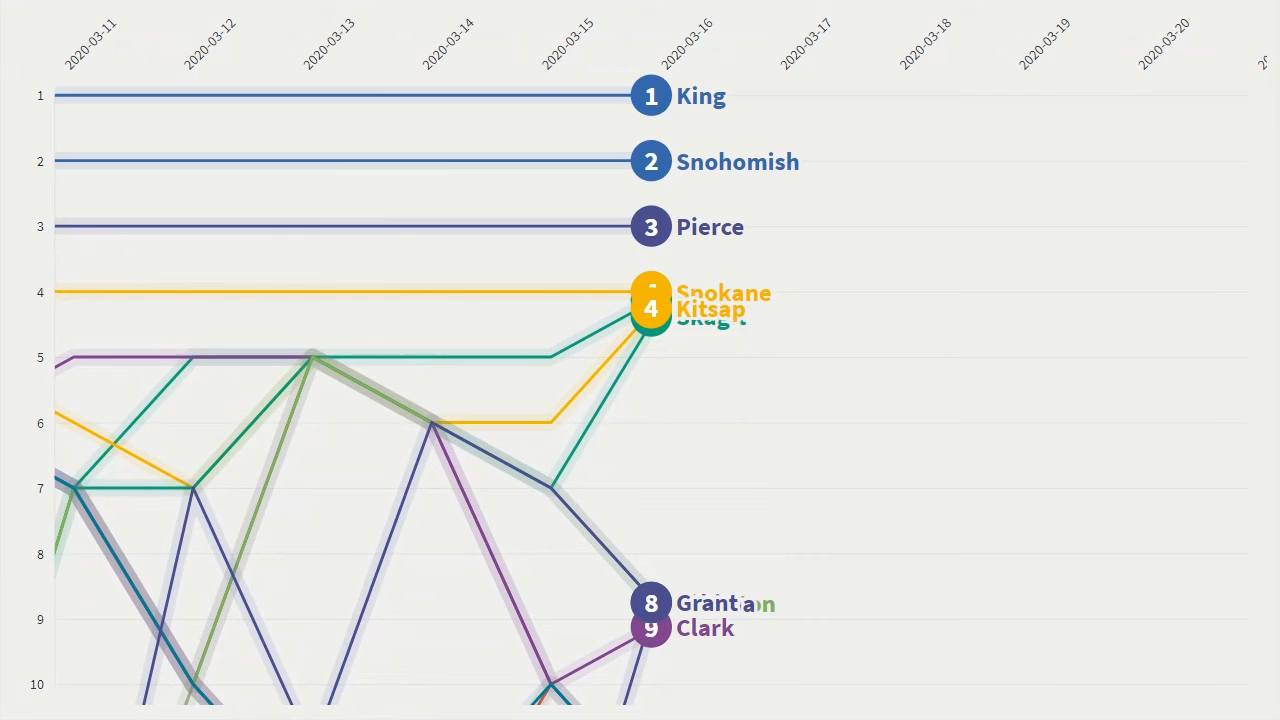 2020-03-11 2020-03-12 2020-03-13 2020-03-14 2020-03-15 2020-03-16 2020-03-17 2020-03-18 2020-03-19 2020-03-20
1 1 King
2 2 Snohomish
3 3 Pierce
4 Spokane
4 Kitsap
5
6
7
8
8 Grant
9 9 Clark
10